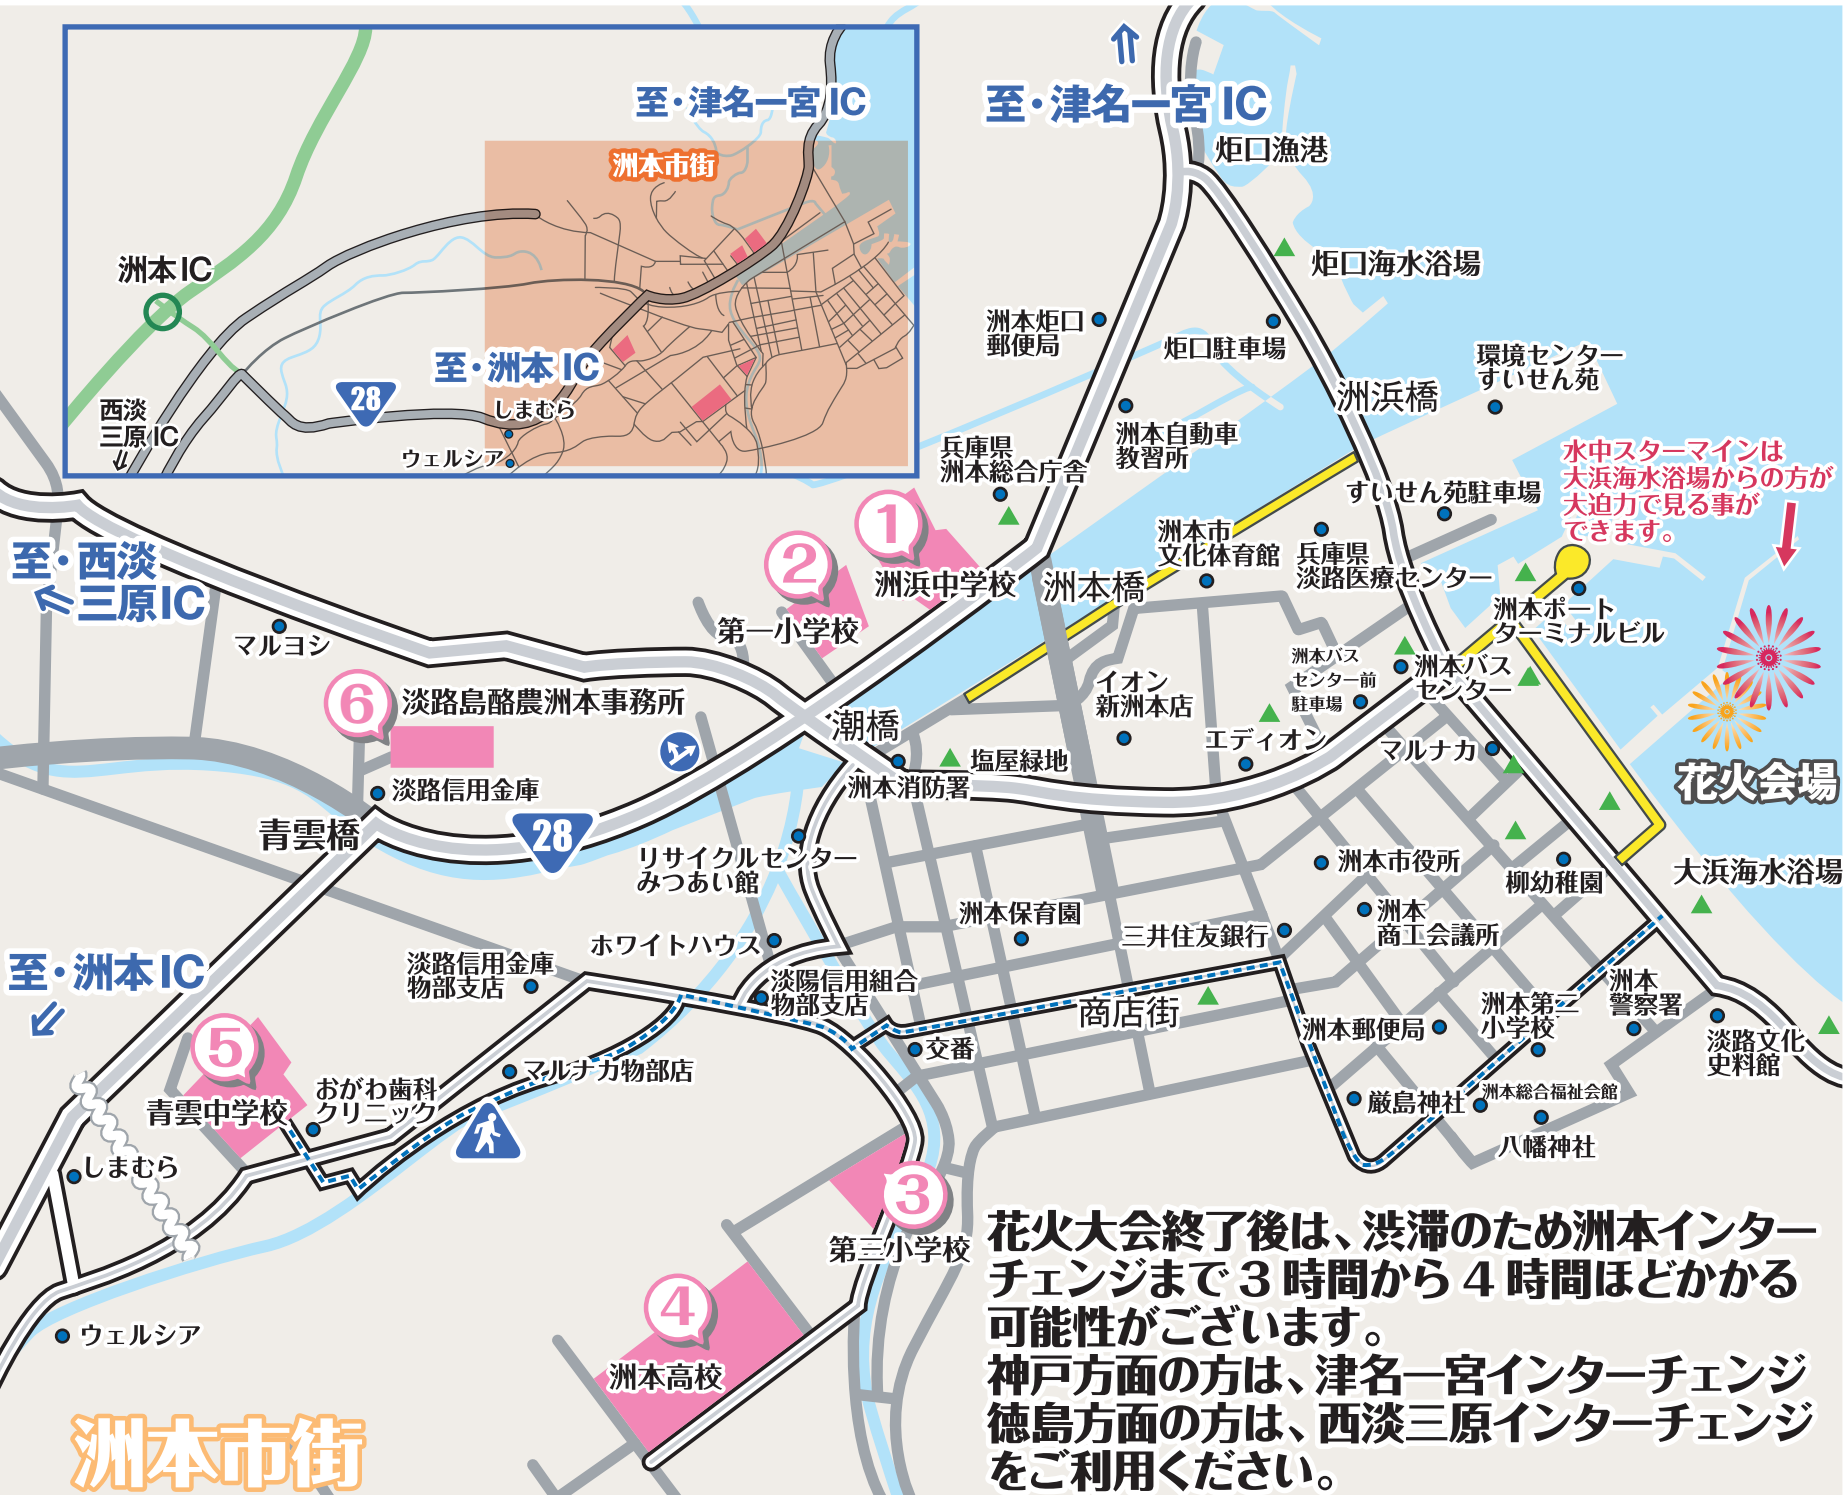 至・津名一宮 IC
洲本市街
洲本 IC
至・洲本 IC
28
しまむら
ウェルシア
西淡
三原 IC
至・津名一宮 IC
炬口漁港
炬口海水浴場
洲本炬口
郵便局
炬口駐車場
環境センター
すいせん苑
洲浜橋
洲本自動車
教習所
兵庫県
洲本総合庁舎
水中スターマインは
大浜海水浴場からの方が
大迫力で見る事が
できます。
すいせん苑駐車場
洲本市
文化体育館
兵庫県
淡路医療センター
1
洲浜中学校
2
第一小学校
洲本橋
洲本ポート
ターミナルビル
至・西淡
三原 IC
マルヨシ
洲本バス
センター前
駐車場
洲本バス
センター
イオン
新洲本店
6
淡路島酪農洲本事務所
潮橋
エディオン
マルナカ
塩屋緑地
洲本消防署
花火会場
淡路信用金庫
青雲橋
28
リサイクルセンター
みつあい館
洲本市役所
柳幼稚園
大浜海水浴場
洲本保育園
三井住友銀行
洲本
商工会議所
ホワイトハウス
至・洲本 IC
淡路信用金庫
物部支店
淡陽信用組合
物部支店
商店街
洲本郵便局
洲本第二
小学校
洲本
警察署
淡路文化
史料館
交番
5
青雲中学校
マルナカ物部店
おがわ歯科
クリニック
厳島神社
洲本総合福祉会館
八幡神社
しまむら
3
第三小学校
4
洲本高校
ウェルシア
洲本市街
花火大会終了後は、渋滞のため洲本インター
チェンジまで 3 時間から 4 時間ほどかかる
可能性がございます。
神戸方面の方は、津名一宮インターチェンジ
徳島方面の方は、西淡三原インターチェンジ
をご利用ください。